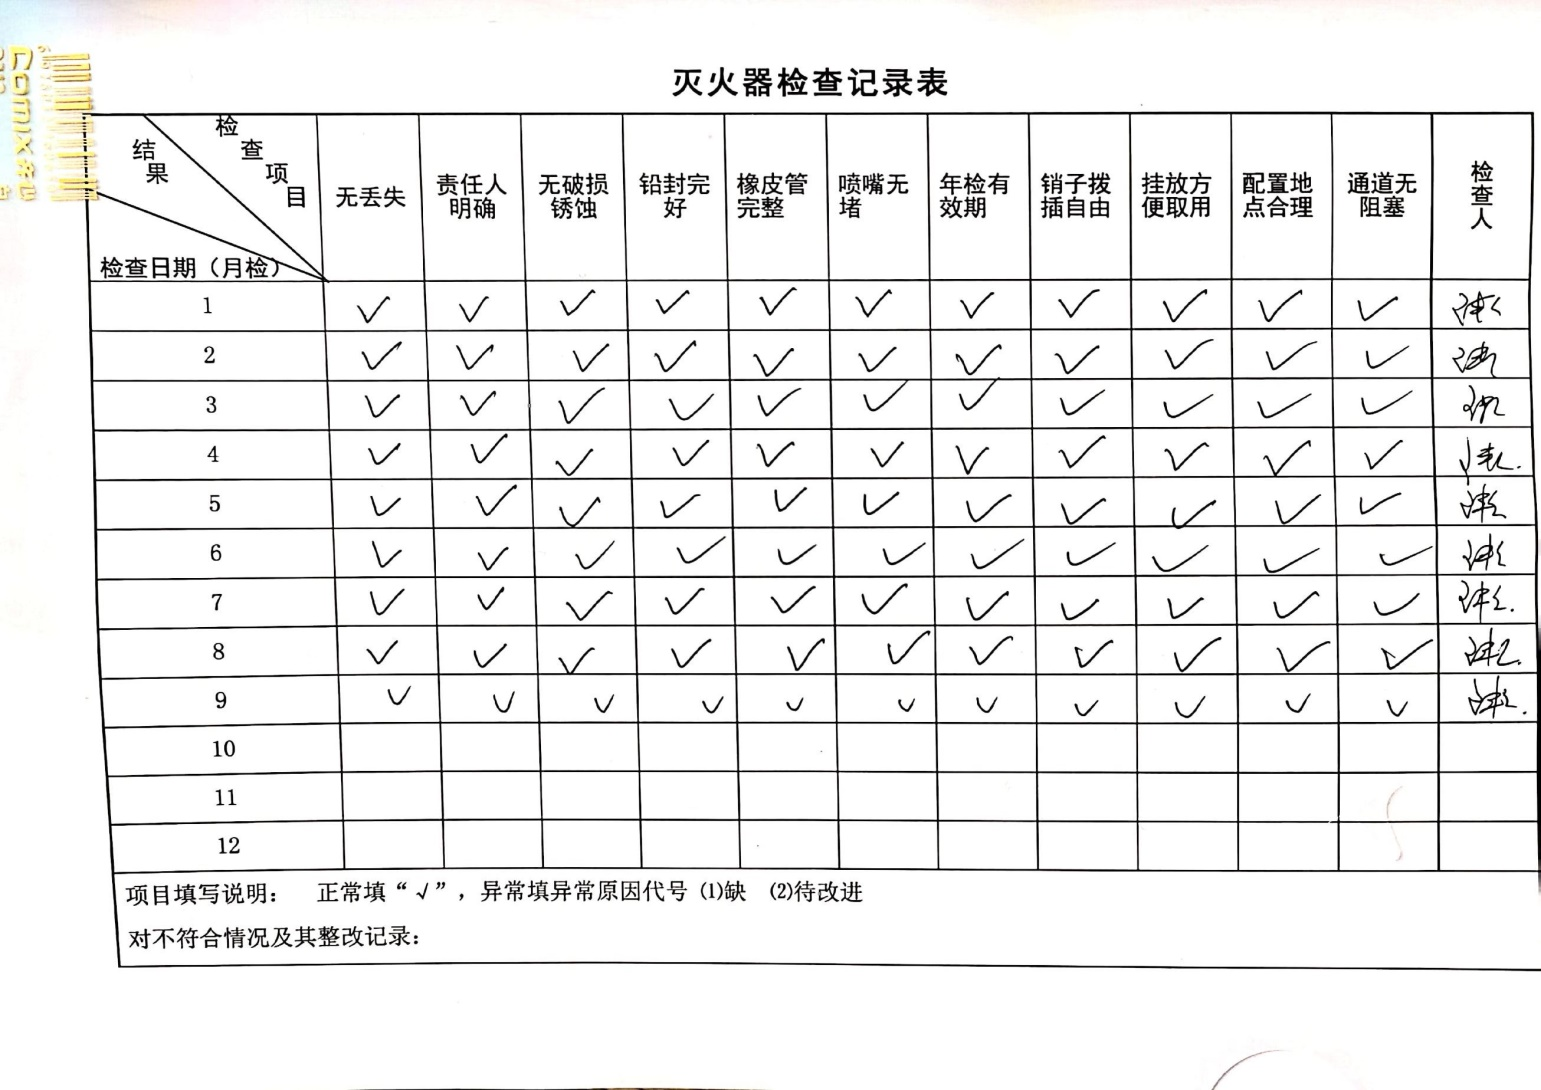 灭火器检查记录表
结果 检查项目 检查日期（月检） 无丢失 责任人明确 无破损锈蚀 铅封完好 橡皮管完整 喷嘴无堵 年检有效期 销子拨插自由 挂放方便取用 配置地点合理 通道无阻塞 检查人
1 ✓ ✓ ✓ ✓ ✓ ✓ ✓ ✓ ✓ ✓ ✓
2 ✓ ✓ ✓ ✓ ✓ ✓ ✓ ✓ ✓ ✓ ✓
3 ✓ ✓ ✓ ✓ ✓ ✓ ✓ ✓ ✓ ✓ ✓
4 ✓ ✓ ✓ ✓ ✓ ✓ ✓ ✓ ✓ ✓ ✓
5 ✓ ✓ ✓ ✓ ✓ ✓ ✓ ✓ ✓ ✓ ✓
6 ✓ ✓ ✓ ✓ ✓ ✓ ✓ ✓ ✓ ✓ ✓
7 ✓ ✓ ✓ ✓ ✓ ✓ ✓ ✓ ✓ ✓ ✓
8 ✓ ✓ ✓ ✓ ✓ ✓ ✓ ✓ ✓ ✓ ✓
9 ✓ ✓ ✓ ✓ ✓ ✓ ✓ ✓ ✓ ✓ ✓
10
11
12
项目填写说明： 正常填“√”，异常填异常原因代号 (1)缺 (2)待改进
对不符合情况及其整改记录：